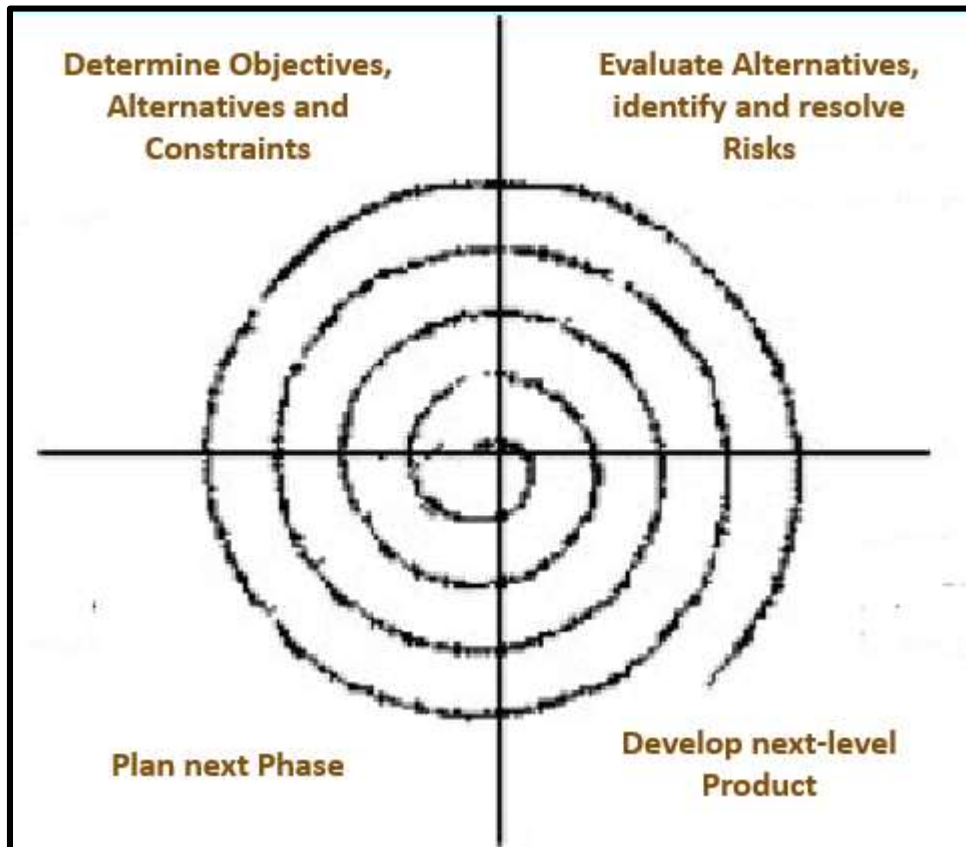 Determine Objectives,
Alternatives and
Constraints
Evaluate Alternatives,
identify and resolve
Risks
Plan next Phase
Develop next-level
Product